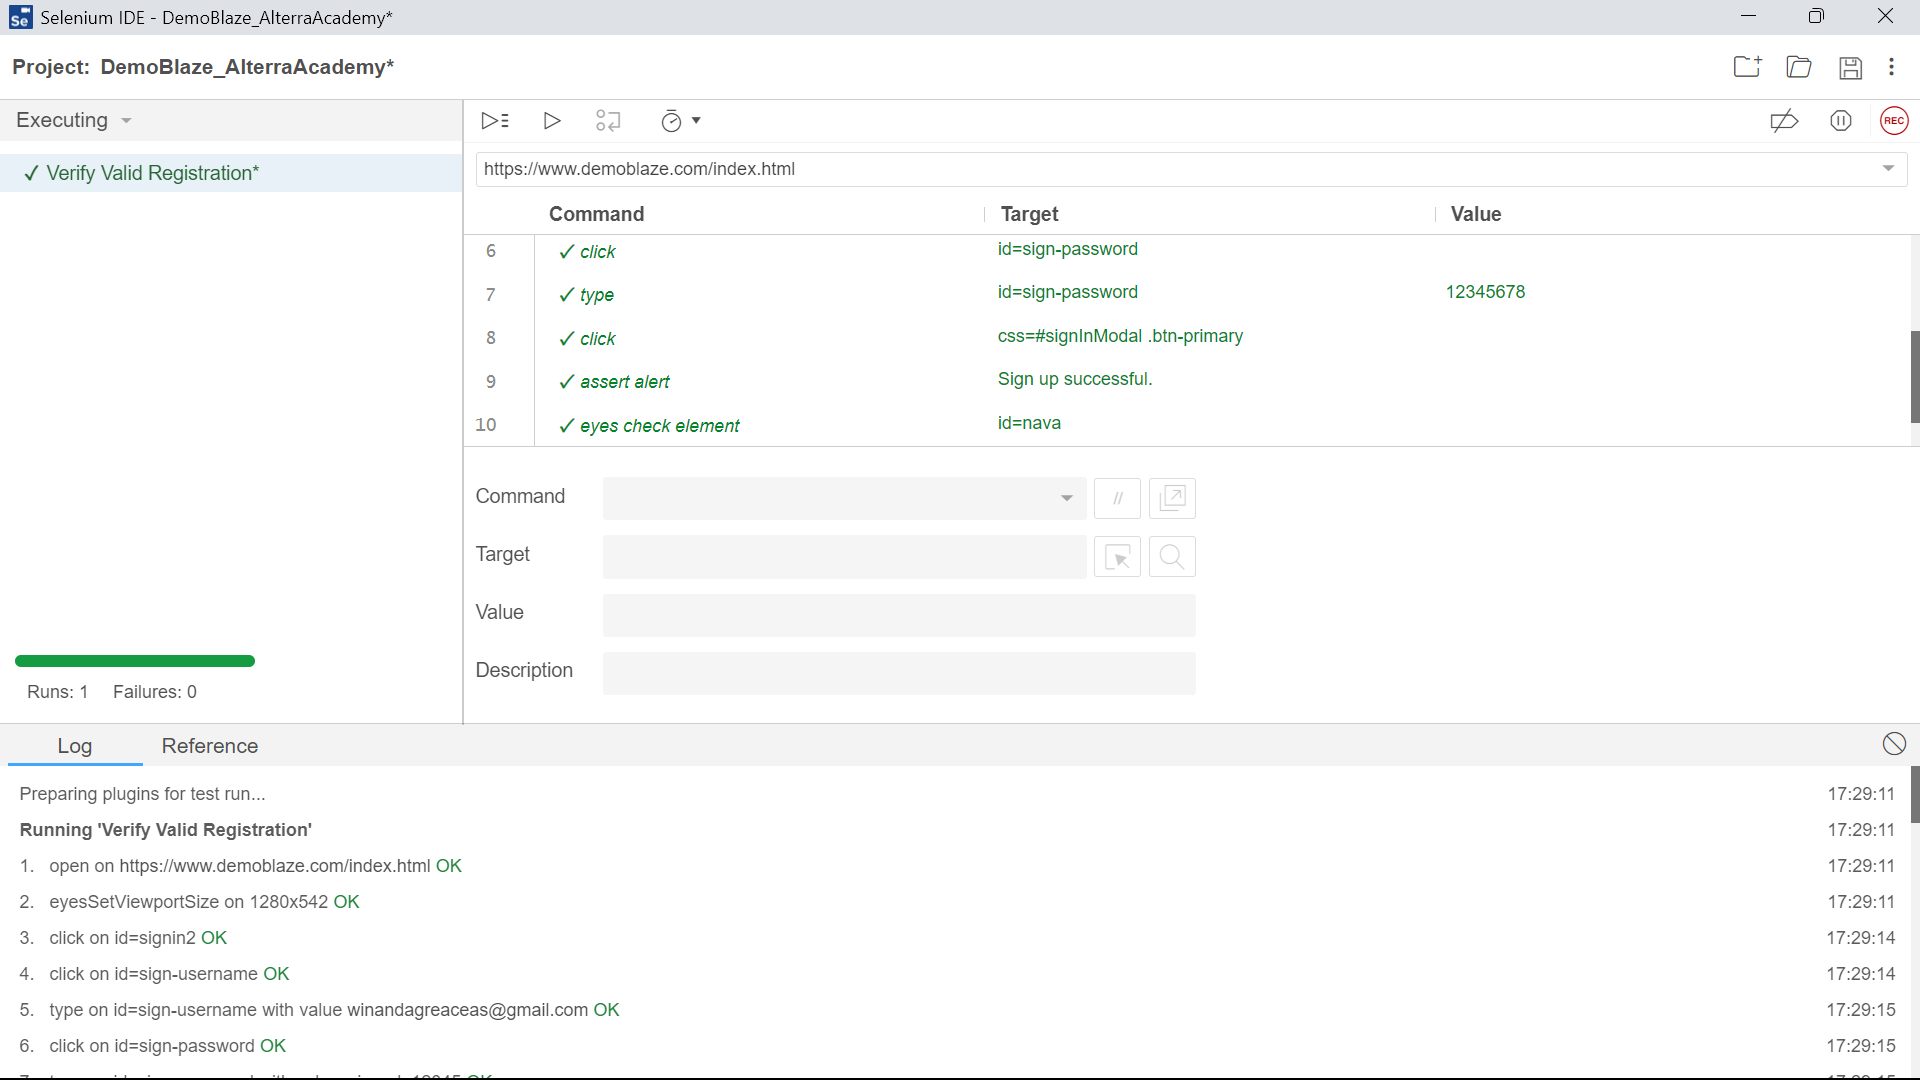 Selenium IDE - DemoBlaze_AlterraAcademy*
Project: DemoBlaze_AlterraAcademy*
Executing
REC
✓ Verify Valid Registration*
https://www.demoblaze.com/index.html
Command Target Value
6 ✓ click id=sign-password
7 ✓ type id=sign-password 12345678
8 ✓ click css=#signInModal .btn-primary
9 ✓ assert alert Sign up successful.
10 ✓ eyes check element id=nava
Command //
Target
Value
Description
Runs: 1 Failures: 0
Log Reference
Preparing plugins for test run... 17:29:11
Running 'Verify Valid Registration' 17:29:11
1. open on https://www.demoblaze.com/index.html OK 17:29:11
2. eyesSetViewportSize on 1280x542 OK 17:29:11
3. click on id=signin2 OK 17:29:14
4. click on id=sign-username OK 17:29:14
5. type on id=sign-username with value winandagreaceas@gmail.com OK 17:29:15
6. click on id=sign-password OK 17:29:15